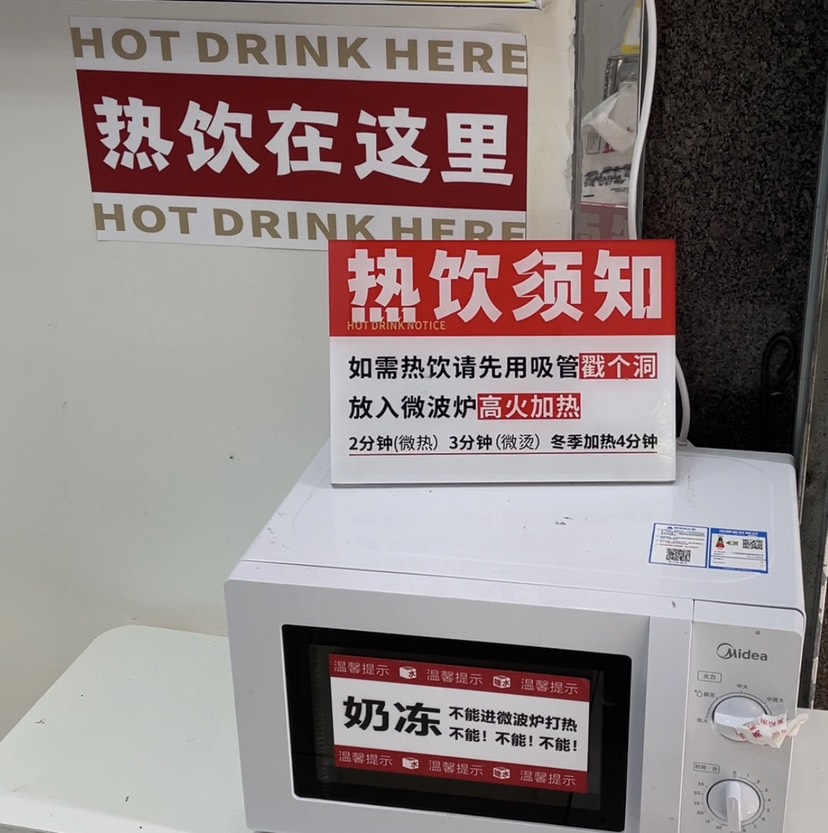 HOT DRINK HERE
热饮在这里
HOT DRINK HERE
热饮须知
HOT DRINK NOTICE
如需热饮请先用吸管戳个洞
放入微波炉高火加热
2分钟(微热) 3分钟(微烫) 冬季加热4分钟
Midea
火力
中火
温馨提示 温馨提示 温馨提示
奶冻
不能进微波炉打热
不能！不能！不能！
温馨提示 温馨提示 温馨提示